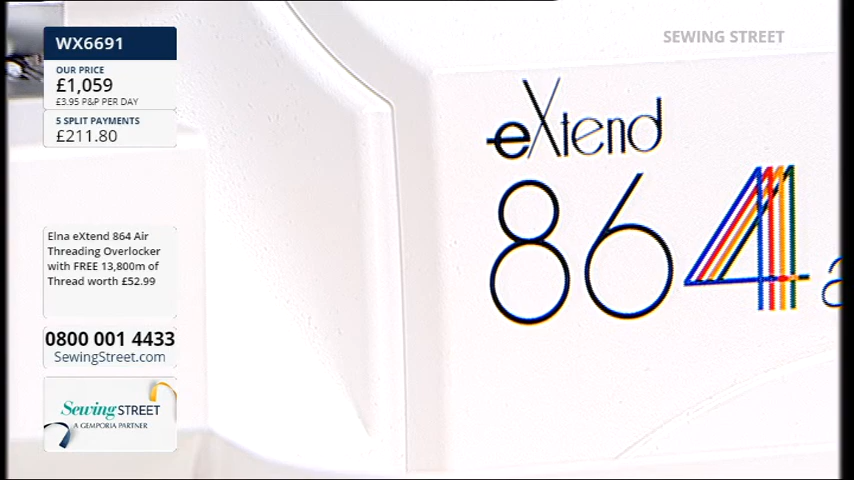 WX6691
OUR PRICE
£1,059
£3.95 P&P PER DAY
5 SPLIT PAYMENTS
£211.80
Elna eXtend 864 Air
Threading Overlocker
with FREE 13,800m of
Thread worth £52.99
0800 001 4433
SewingStreet.com
Sewing STREET
A GEMPORIA PARTNER
SEWING STREET
eXtend
864 a